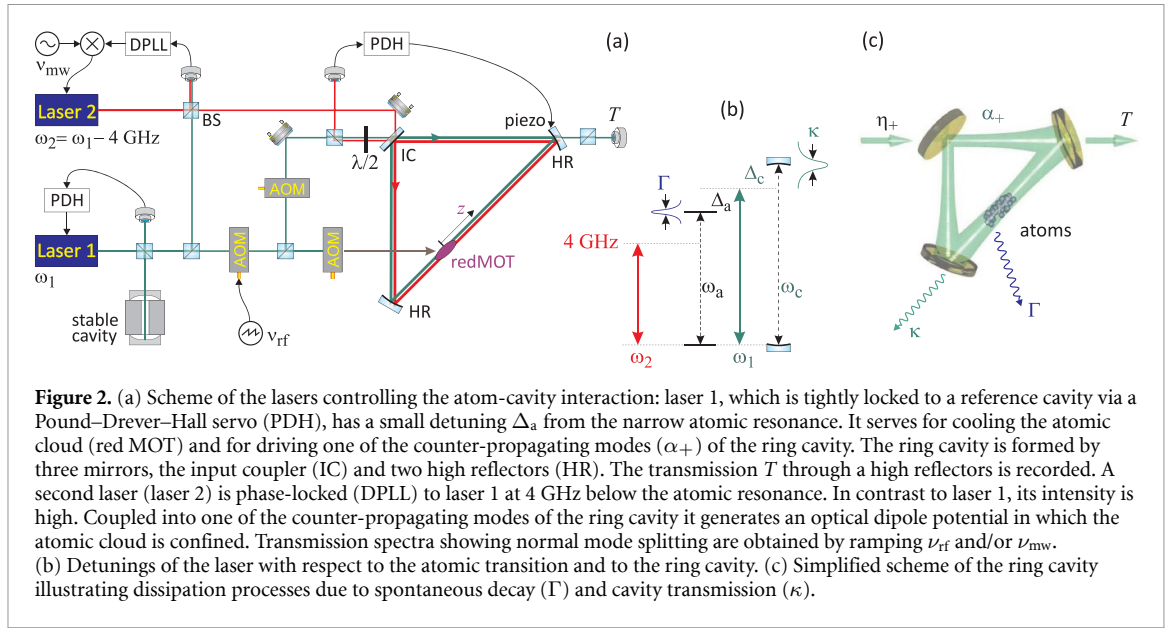 (a)
DPLL
ν_mw
PDH
Laser 2
BS
ω₂= ω₁− 4 GHz
λ/2
IC
piezo
HR
T
AOM
PDH
Laser 1
ω₁
AOM
AOM
z
redMOT
stable
cavity
ν_rf
HR
(b)
κ
Δ_c
Γ
Δ_a
4 GHz
ω_a
ω_c
ω₂
ω₁
(c)
η₊
α₊
T
atoms
Γ
κ
Figure 2. (a) Scheme of the lasers controlling the atom-cavity interaction: laser 1, which is tightly locked to a reference cavity via a
Pound–Drever–Hall servo (PDH), has a small detuning Δ_a from the narrow atomic resonance. It serves for cooling the atomic
cloud (red MOT) and for driving one of the counter-propagating modes (α+) of the ring cavity. The ring cavity is formed by
three mirrors, the input coupler (IC) and two high reflectors (HR). The transmission T through a high reflectors is recorded. A
second laser (laser 2) is phase-locked (DPLL) to laser 1 at 4 GHz below the atomic resonance. In contrast to laser 1, its intensity is
high. Coupled into one of the counter-propagating modes of the ring cavity it generates an optical dipole potential in which the
atomic cloud is confined. Transmission spectra showing normal mode splitting are obtained by ramping ν_rf and/or ν_mw.
(b) Detunings of the laser with respect to the atomic transition and to the ring cavity. (c) Simplified scheme of the ring cavity
illustrating dissipation processes due to spontaneous decay (Γ) and cavity transmission (κ).